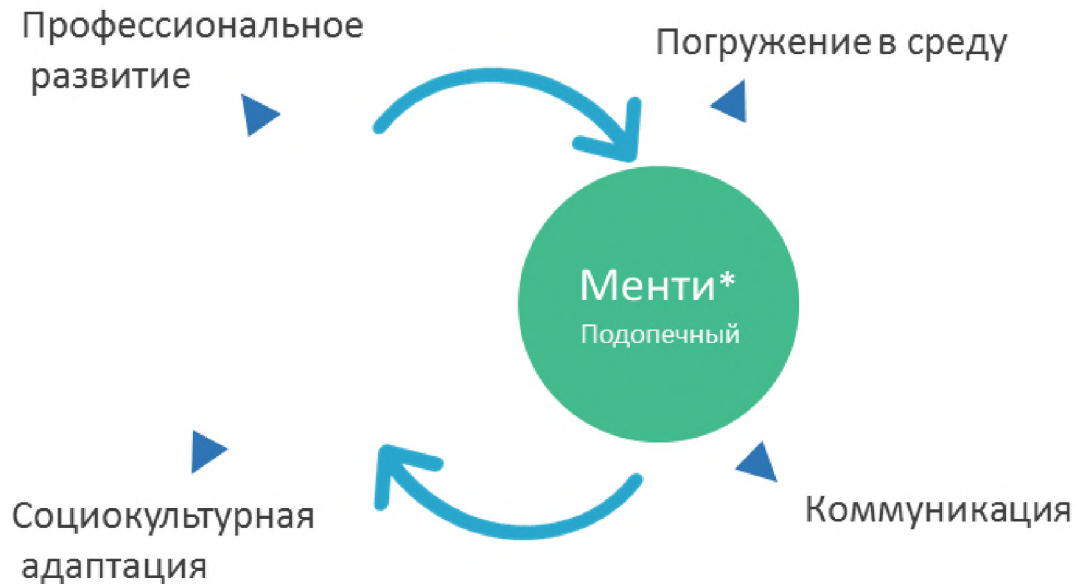 Профессиональное
развитие
Погружение в среду
Менти*
Подопечный
Социокультурная
адаптация
Коммуникация